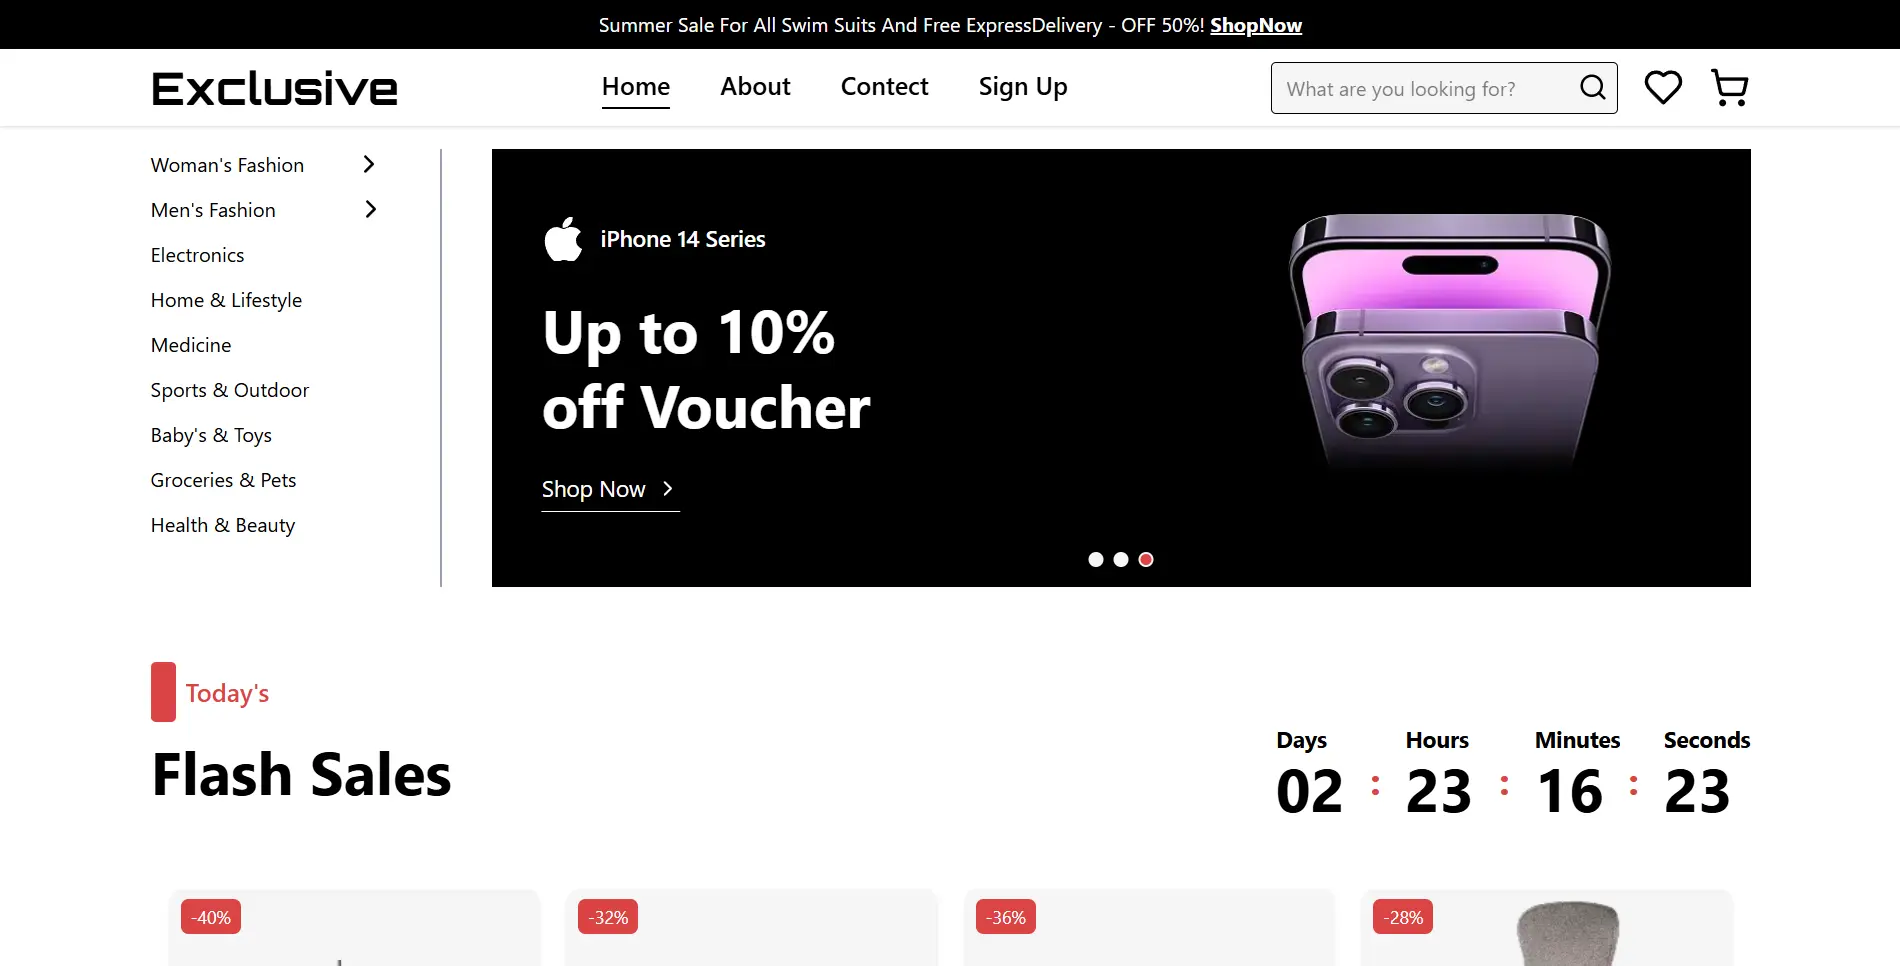 Summer Sale For All Swim Suits And Free ExpressDelivery - OFF 50%! ShopNow
Exclusive
Home
About
Contect
Sign Up
What are you looking for?
Woman's Fashion
Men's Fashion
Electronics
Home & Lifestyle
Medicine
Sports & Outdoor
Baby's & Toys
Groceries & Pets
Health & Beauty
iPhone 14 Series
Up to 10%
off Voucher
Shop Now
Today's
Flash Sales
Days Hours Minutes Seconds
02 : 23 : 16 : 23
-40%
-32%
-36%
-28%